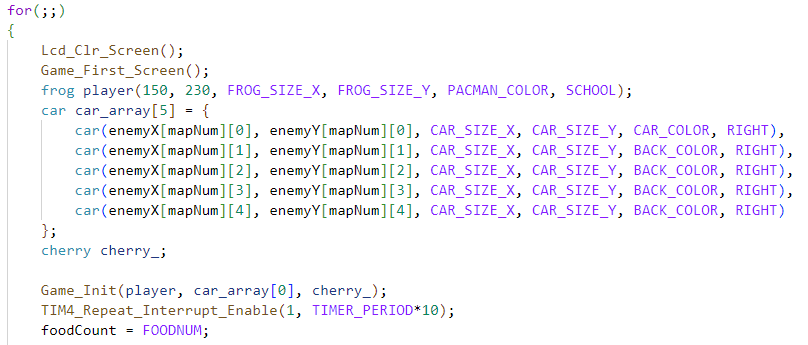 for(;;)
{
    Lcd_Clr_Screen();
    Game_First_Screen();
    frog player(150, 230, FROG_SIZE_X, FROG_SIZE_Y, PACMAN_COLOR, SCHOOL);
    car car_array[5] = {
        car(enemyX[mapNum][0], enemyY[mapNum][0], CAR_SIZE_X, CAR_SIZE_Y, CAR_COLOR, RIGHT),
        car(enemyX[mapNum][1], enemyY[mapNum][1], CAR_SIZE_X, CAR_SIZE_Y, BACK_COLOR, RIGHT),
        car(enemyX[mapNum][2], enemyY[mapNum][2], CAR_SIZE_X, CAR_SIZE_Y, BACK_COLOR, RIGHT),
        car(enemyX[mapNum][3], enemyY[mapNum][3], CAR_SIZE_X, CAR_SIZE_Y, BACK_COLOR, RIGHT),
        car(enemyX[mapNum][4], enemyY[mapNum][4], CAR_SIZE_X, CAR_SIZE_Y, BACK_COLOR, RIGHT)
    };
    cherry cherry_;

    Game_Init(player, car_array[0], cherry_);
    TIM4_Repeat_Interrupt_Enable(1, TIMER_PERIOD*10);
    foodCount = FOODNUM;